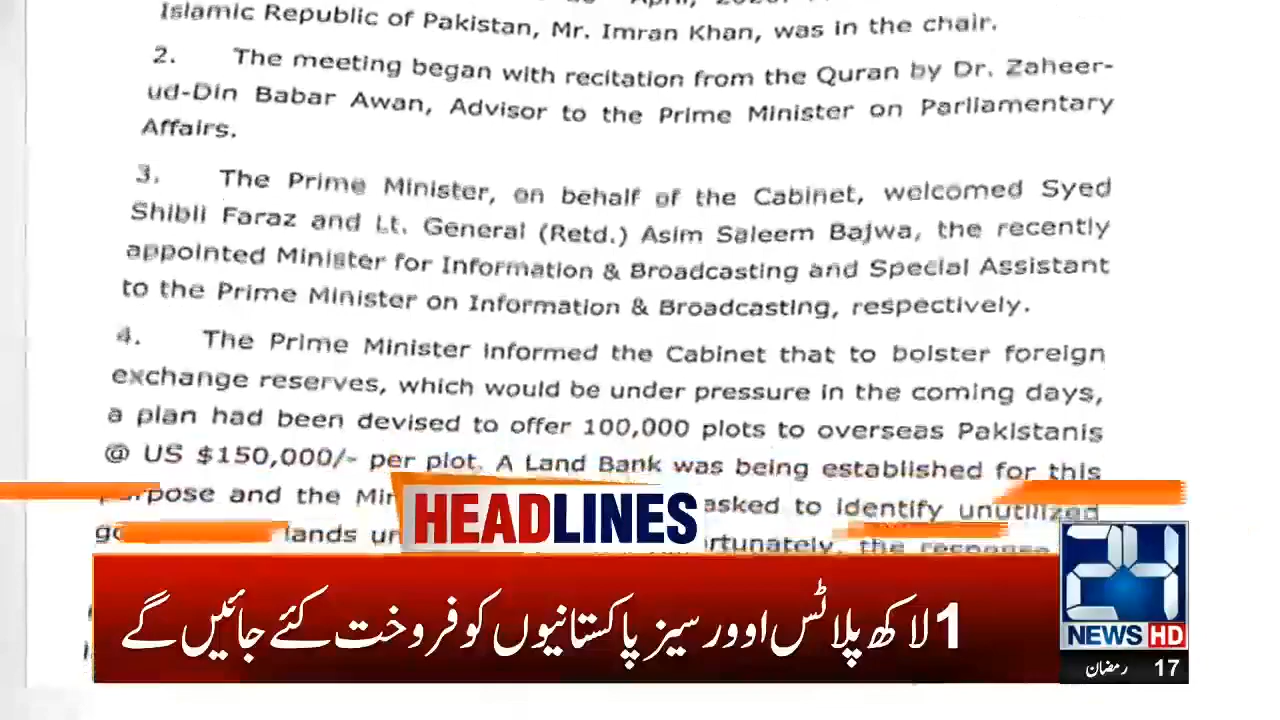 Islamic Republic of Pakistan, Mr. Imran Khan, was in the chair.
2. The meeting began with recitation from the Quran by Dr. Zaheer-
ud-Din Babar Awan, Advisor to the Prime Minister on Parliamentary
Affairs.
3. The Prime Minister, on behalf of the Cabinet, welcomed Syed
Shibli Faraz and Lt. General (Retd.) Asim Saleem Bajwa, the recently
appointed Minister for Information & Broadcasting and Special Assistant
to the Prime Minister on Information & Broadcasting, respectively.
4. The Prime Minister informed the Cabinet that to bolster foreign
exchange reserves, which would be under pressure in the coming days,
a plan had been devised to offer 100,000 plots to overseas Pakistanis
@ US $150,000/- per plot. A Land Bank was being established for this
purpose and the asked to identify unutilized
lands the response
HEADLINES
1 لاکھ پلاٹس اوورسیز پاکستانیوں کو فروخت کئے جائیں گے
24
NEWS HD
17 رمضان